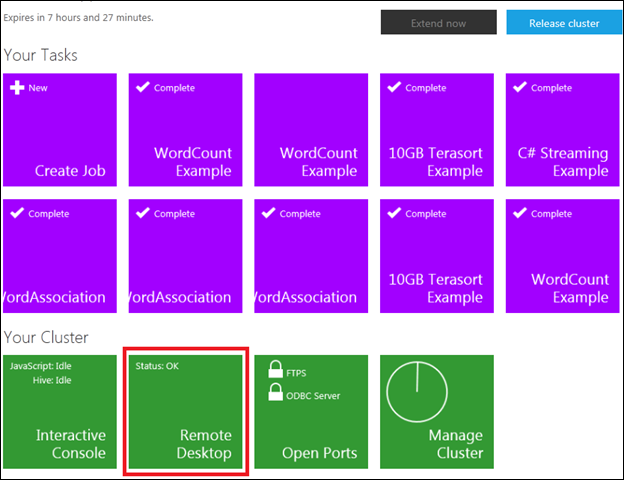 Expires in 7 hours and 27 minutes.
Extend now
Release cluster
Your Tasks
New
Create Job
Complete
WordCount
Example
WordCount
Example
Complete
10GB Terasort
Example
Complete
C# Streaming
Example
Complete
WordAssociation
Complete
WordAssociation
Complete
WordAssociation
Complete
10GB Terasort
Example
Complete
WordCount
Example
Your Cluster
JavaScript: Idle
Hive: Idle
Interactive
Console
Status: OK
Remote
Desktop
FTPS
ODBC Server
Open Ports
Manage
Cluster